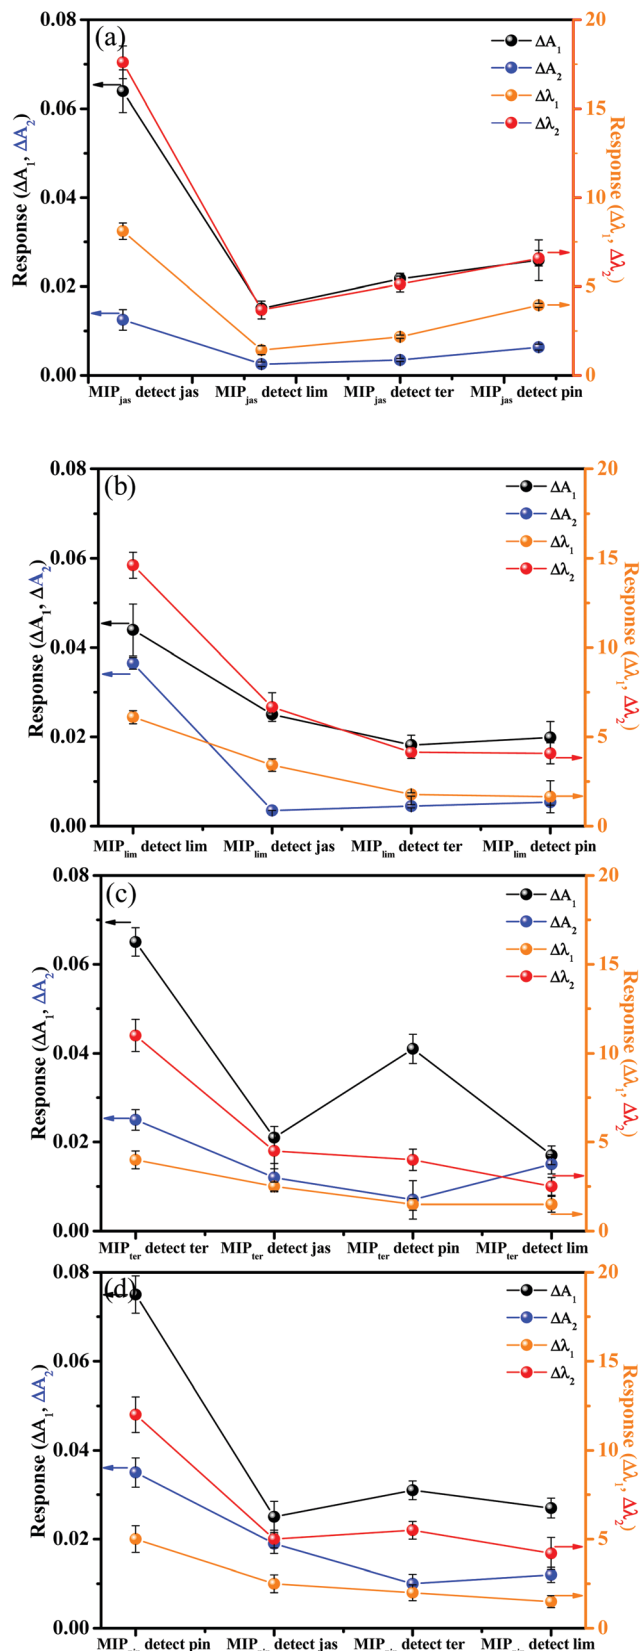 (a)
ΔA1
ΔA2
Δλ1
Δλ2
0.08
0.06
0.04
0.02
0.00
20
15
10
5
0
Response (ΔA1, ΔA2)
Response (Δλ1, Δλ2)
MIPjas detect jas MIPjas detect lim MIPjas detect ter MIPjas detect pin
(b)
ΔA1
ΔA2
Δλ1
Δλ2
0.08
0.06
0.04
0.02
0.00
20
15
10
5
0
Response (ΔA1, ΔA2)
Response (Δλ1, Δλ2)
MIPlim detect lim MIPlim detect jas MIPlim detect ter MIPlim detect pin
(c)
ΔA1
ΔA2
Δλ1
Δλ2
0.08
0.06
0.04
0.02
0.00
20
15
10
5
0
Response (ΔA1, ΔA2)
Response (Δλ1, Δλ2)
MIPter detect ter MIPter detect jas MIPter detect pin MIPter detect lim
(d)
ΔA1
ΔA2
Δλ1
Δλ2
0.08
0.06
0.04
0.02
0.00
20
15
10
5
0
Response (ΔA1, ΔA2)
Response (Δλ1, Δλ2)
MIP detect pin MIP detect jas MIP detect ter MIP detect lim